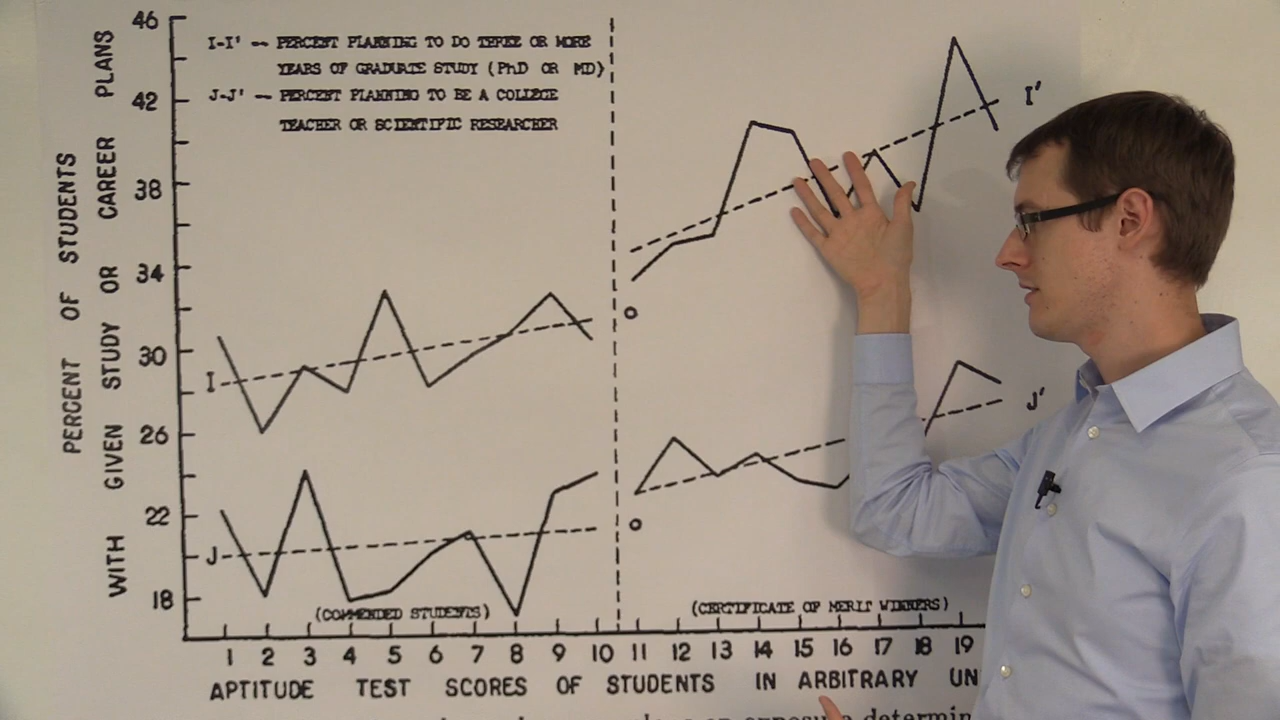 46
I-I' -- PERCENT PLANNING TO DO THREE OR MORE
YEARS OF GRADUATE STUDY (PhD OR MD)
J-J' -- PERCENT PLANNING TO BE A COLLEGE
TEACHER OR SCIENTIFIC RESEARCHER
42
38
34
30
26
22
18
PERCENT OF STUDENTS
WITH GIVEN STUDY OR CAREER PLANS
I'
I
J'
J
(COMMENDED STUDENTS)
(CERTIFICATE OF MERIT WINNERS)
1 2 3 4 5 6 7 8 9 10 11 12 13 14 15 16 17 18 19
APTITUDE TEST SCORES OF STUDENTS IN ARBITRARY UN
determin